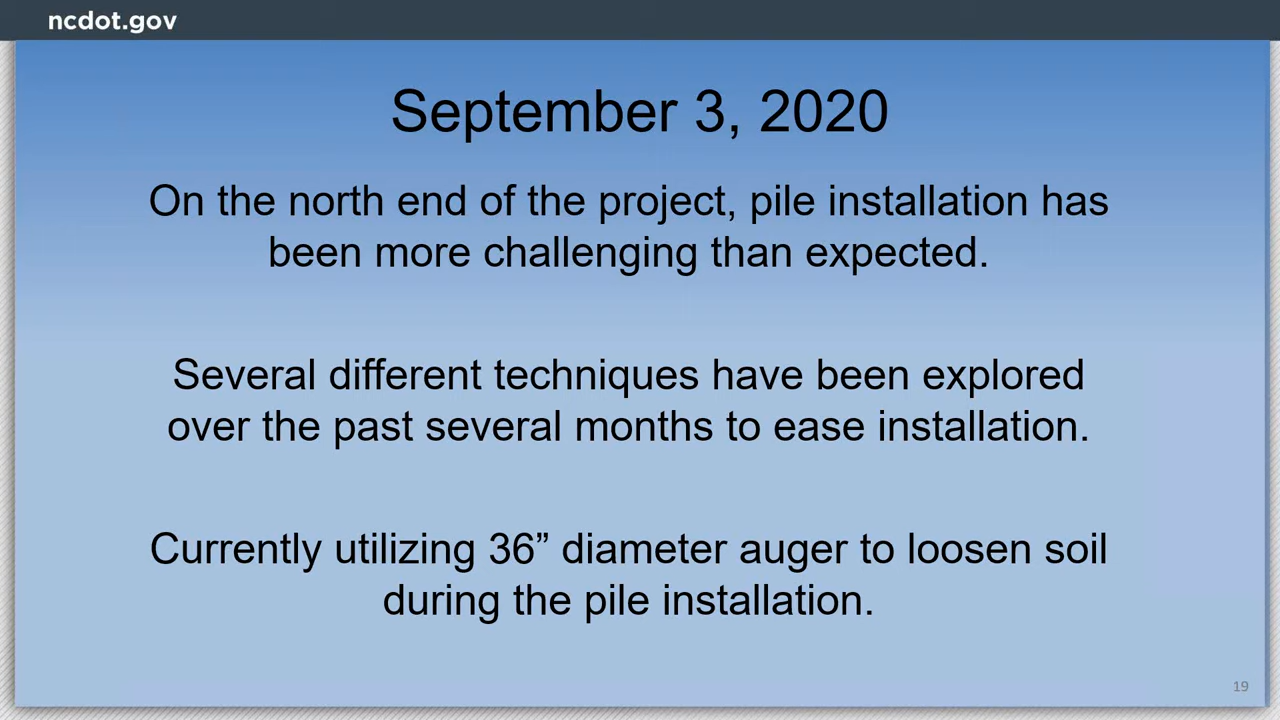 ncdot.gov
September 3, 2020
On the north end of the project, pile installation has
been more challenging than expected.
Several different techniques have been explored
over the past several months to ease installation.
Currently utilizing 36” diameter auger to loosen soil
during the pile installation.
19